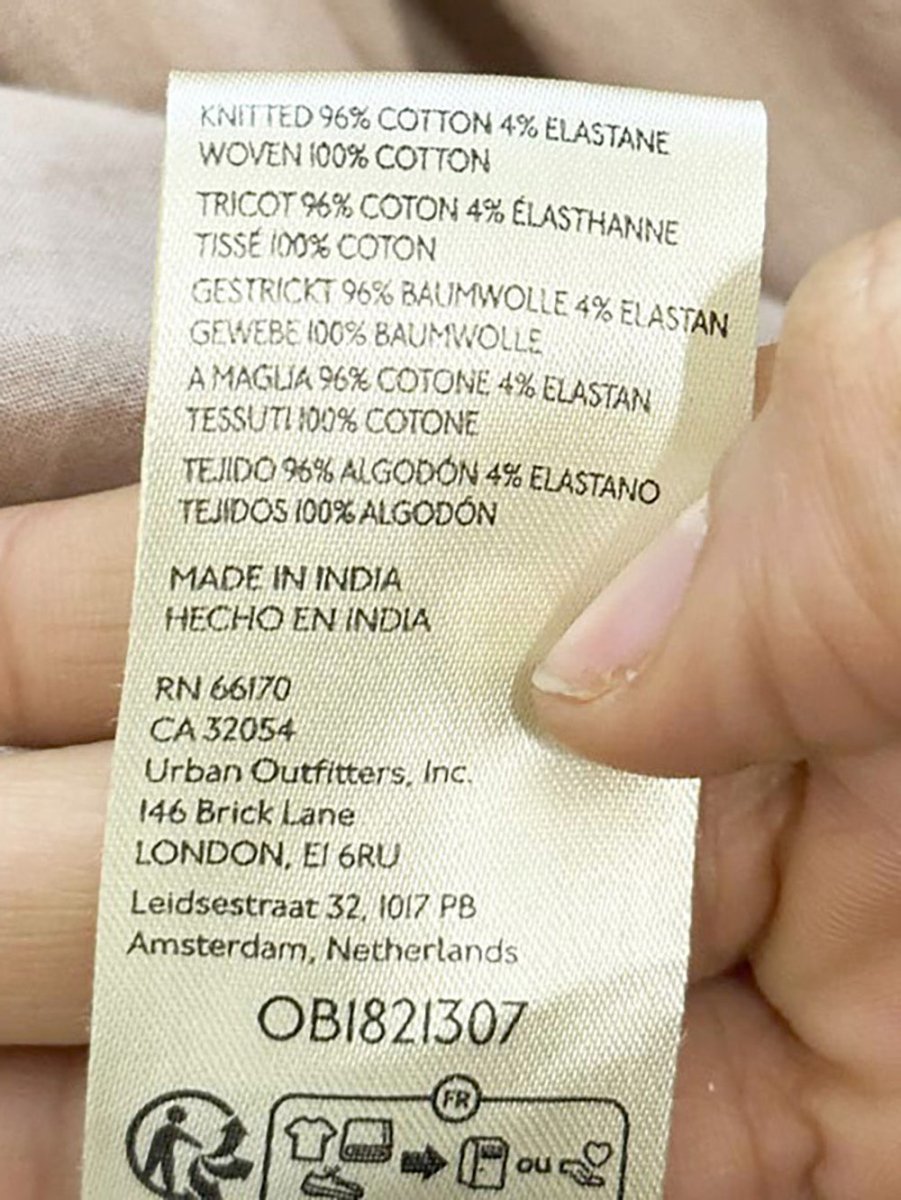 KNITTED 96% COTTON 4% ELASTANE
WOVEN 100% COTTON
TRICOT 96% COTON 4% ÉLASTHANNE
TISSÉ 100% COTON
GESTRICKT 96% BAUMWOLLE 4% ELASTAN
GEWEBE 100% BAUMWOLLE
A MAGLIA 96% COTONE 4% ELASTAN
TESSUTI 100% COTONE
TEJIDO 96% ALGODÓN 4% ELASTANO
TEJIDOS 100% ALGODÓN
MADE IN INDIA
HECHO EN INDIA
RN 66170
CA 32054
Urban Outfitters, Inc.
146 Brick Lane
LONDON, E1 6RU
Leidsestraat 32, 1017 PB
Amsterdam, Netherlands
OB1821307
FR
ou